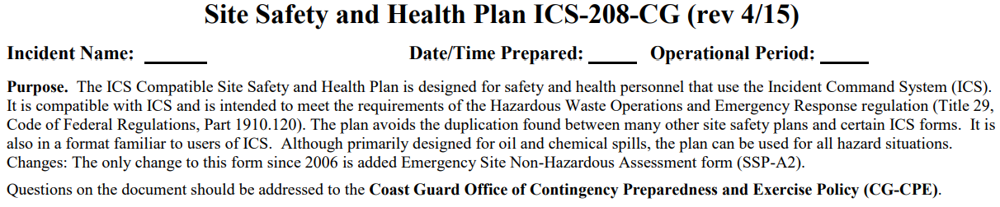 Site Safety and Health Plan ICS-208-CG (rev 4/15)
Incident Name: ______ Date/Time Prepared: _____ Operational Period: _____
Purpose. The ICS Compatible Site Safety and Health Plan is designed for safety and health personnel that use the Incident Command System (ICS).
It is compatible with ICS and is intended to meet the requirements of the Hazardous Waste Operations and Emergency Response regulation (Title 29,
Code of Federal Regulations, Part 1910.120). The plan avoids the duplication found between many other site safety plans and certain ICS forms. It is
also in a format familiar to users of ICS. Although primarily designed for oil and chemical spills, the plan can be used for all hazard situations.
Changes: The only change to this form since 2006 is added Emergency Site Non-Hazardous Assessment form (SSP-A2).
Questions on the document should be addressed to the Coast Guard Office of Contingency Preparedness and Exercise Policy (CG-CPE).